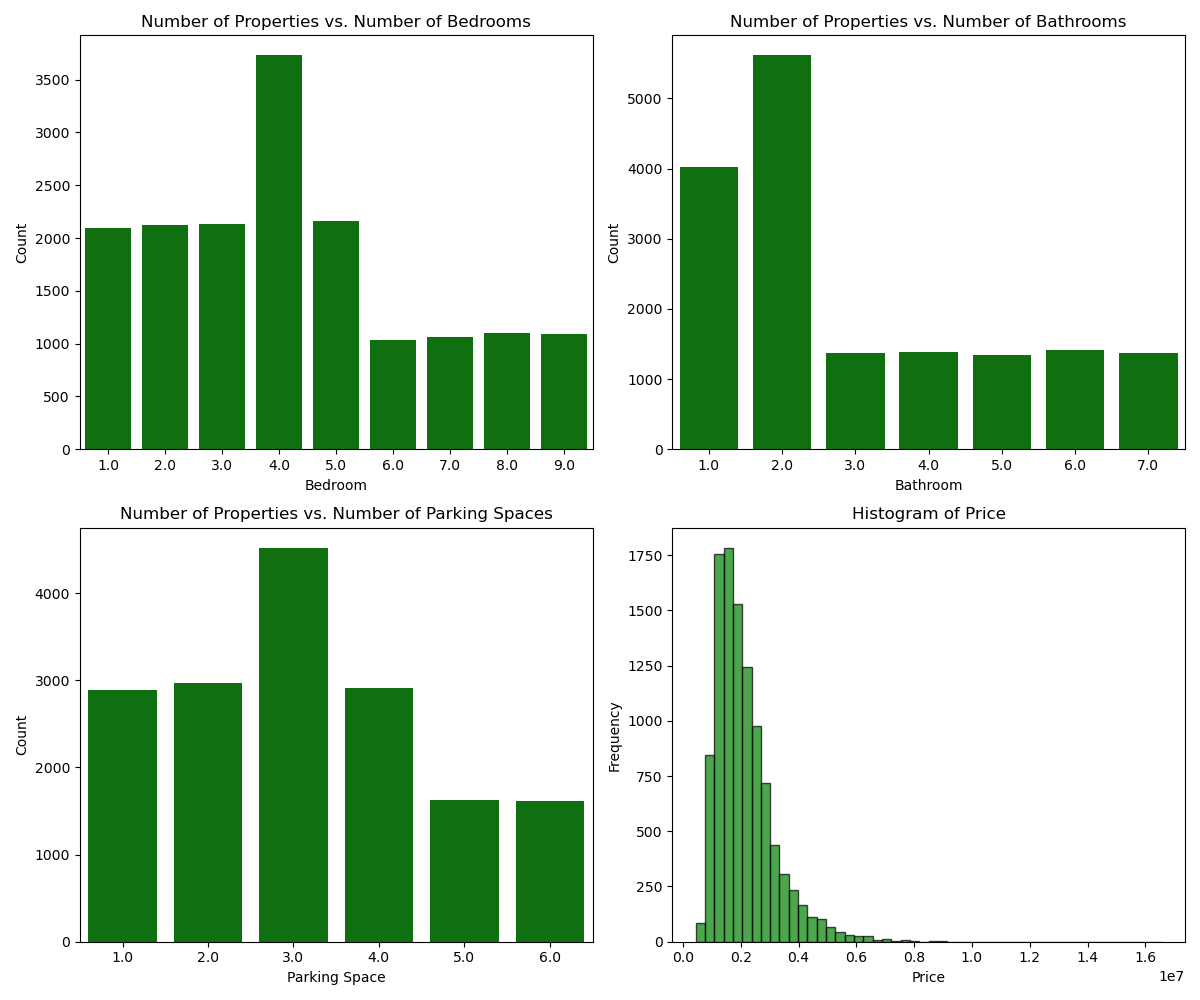 Number of Properties vs. Number of Bedrooms
Count
3500
3000
2500
2000
1500
1000
500
0
1.0 2.0 3.0 4.0 5.0 6.0 7.0 8.0 9.0
Bedroom
Number of Properties vs. Number of Bathrooms
Count
5000
4000
3000
2000
1000
0
1.0 2.0 3.0 4.0 5.0 6.0 7.0
Bathroom
Number of Properties vs. Number of Parking Spaces
Count
4000
3000
2000
1000
0
1.0 2.0 3.0 4.0 5.0 6.0
Parking Space
Histogram of Price
Frequency
1750
1500
1250
1000
750
500
250
0
0.0 0.2 0.4 0.6 0.8 1.0 1.2 1.4 1.6
1e7
Price